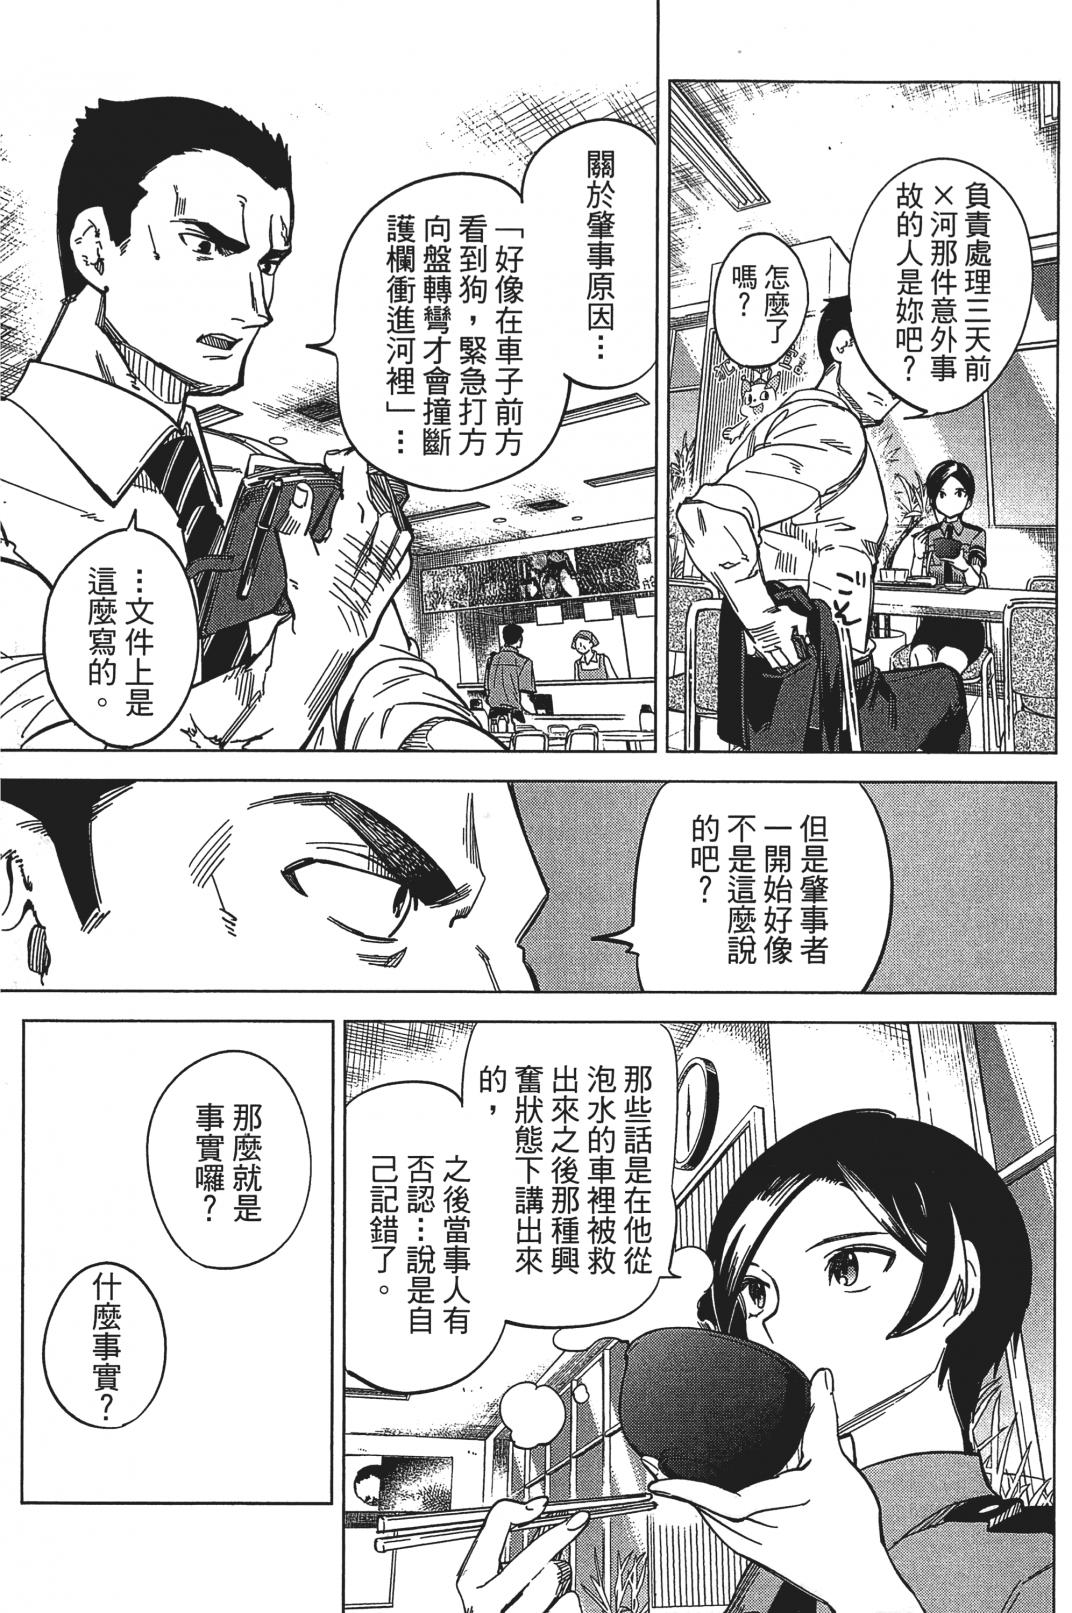 負責處理三天前
×河那件意外事
故的人是妳吧?
怎麼了
嗎?
關於肇事原因…
「好像在車子前方
看到狗，緊急打方
向盤轉彎才會撞斷
護欄衝進河裡」…
…文件上是
這麼寫的。
但是肇事者
一開始好像
不是這麼說
的吧?
那些話是在他從
泡水的車裡被救
出來之後那種興
奮狀態下講出來
的，
之後當事人有
否認…說是自
己記錯了。
那麼就是
事實囉?
什麼事實?